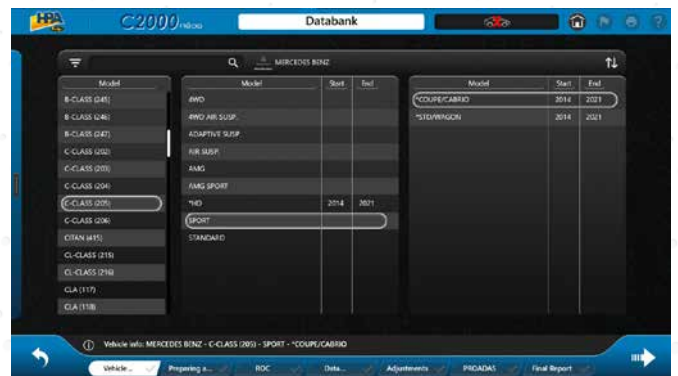 HPA C2000 Databank
MERCEDES BENZ
Model Model Start End Model Start End
B-CLASS (245) 4WD *COUPE/CABRIO 2014 2021
B-CLASS (246) 4WD AIR SUSP. *STD/WAGON 2014 2021
B-CLASS (247) ADAPTIVE SUSP.
C-CLASS (202) AIR SUSP.
C-CLASS (203) AMG
C-CLASS (204) AMG SPORT
C-CLASS (205) *HD 2014 2021
C-CLASS (206) SPORT
CITAN (415) STANDARD
CL-CLASS (215)
CL-CLASS (216)
CLA (117)
CLA (118)
Vehicle info: MERCEDES BENZ - C-CLASS (205) - SPORT - *COUPE/CABRIO
Vehicle... Preparing a... ROC Data... Adjustments PROADAS Final Report